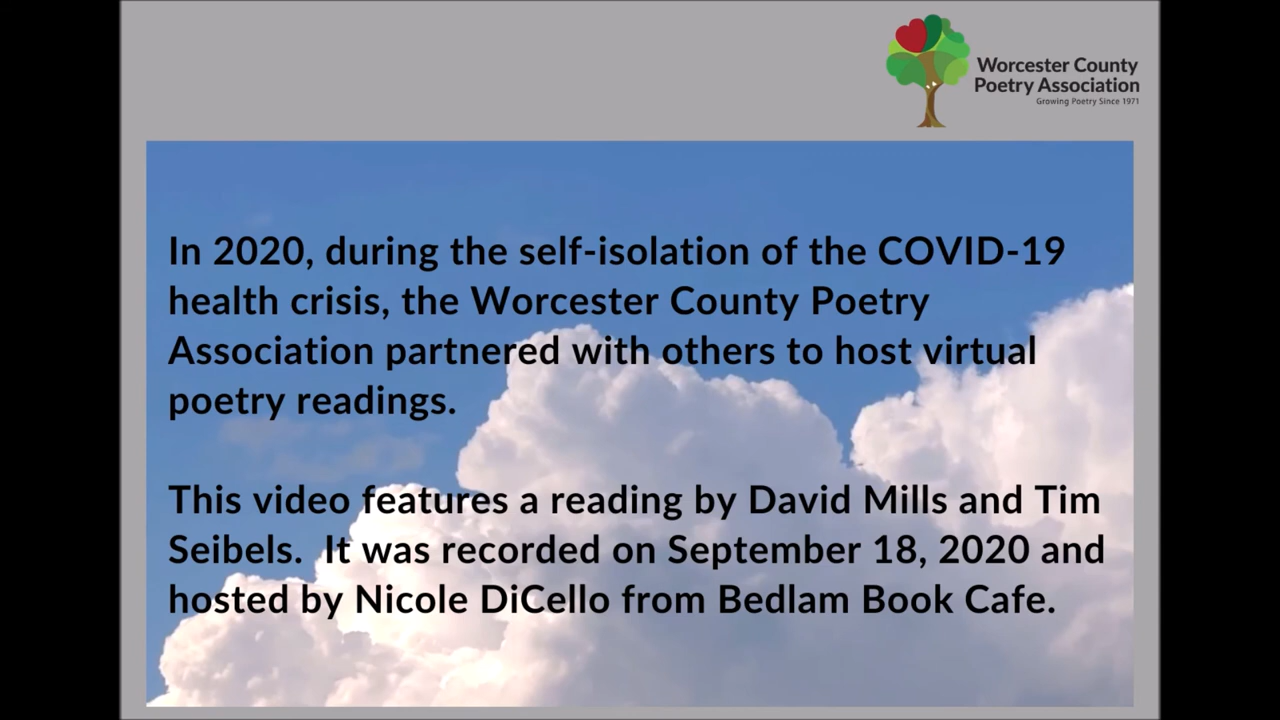 Worcester County
Poetry Association
Growing Poetry Since 1971
In 2020, during the self-isolation of the COVID-19
health crisis, the Worcester County Poetry
Association partnered with others to host virtual
poetry readings.
This video features a reading by David Mills and Tim
Seibels.  It was recorded on September 18, 2020 and
hosted by Nicole DiCello from Bedlam Book Cafe.